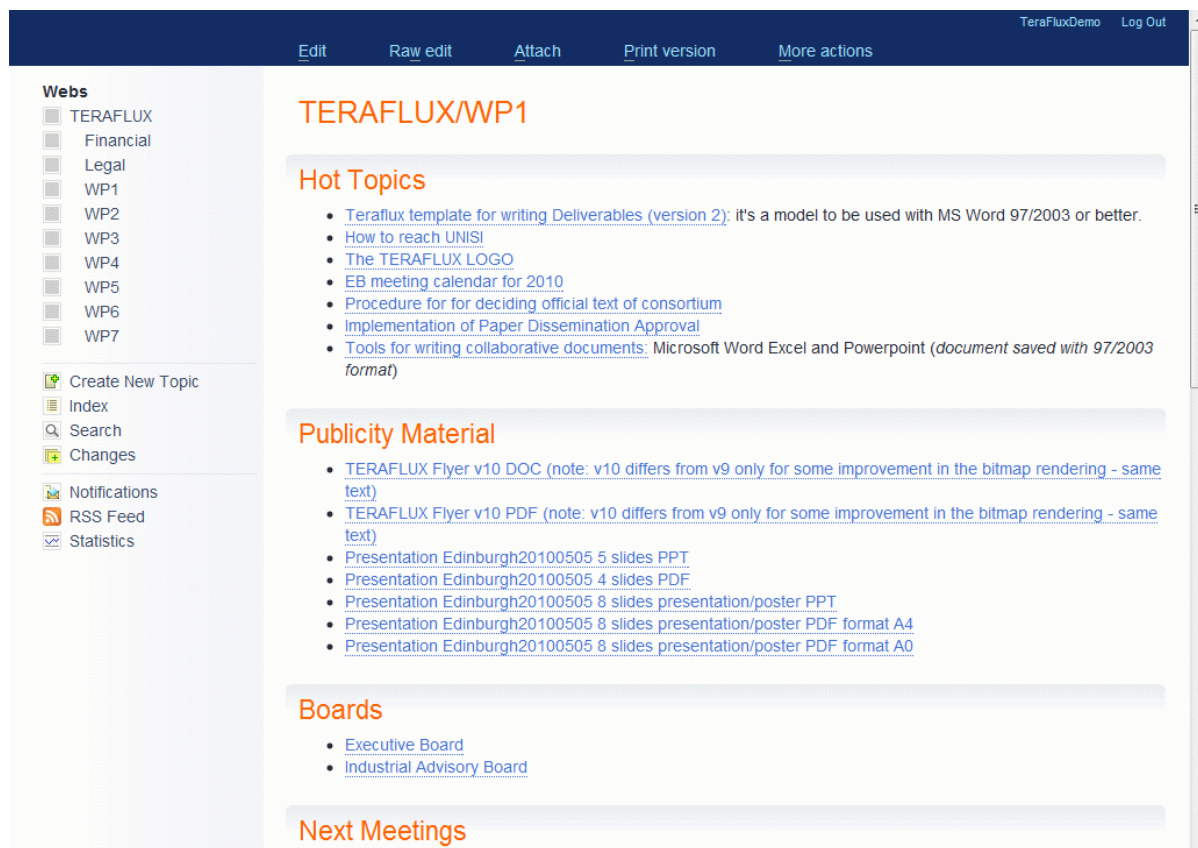 TeraFluxDemo Log Out
Edit Raw edit Attach Print version More actions
Webs
TERAFLUX
Financial
Legal
WP1
WP2
WP3
WP4
WP5
WP6
WP7
Create New Topic
Index
Search
Changes
Notifications
RSS Feed
Statistics
TERAFLUX/WP1
Hot Topics
Teraflux template for writing Deliverables (version 2): it's a model to be used with MS Word 97/2003 or better.
How to reach UNISI
The TERAFLUX LOGO
EB meeting calendar for 2010
Procedure for for deciding official text of consortium
Implementation of Paper Dissemination Approval
Tools for writing collaborative documents: Microsoft Word Excel and Powerpoint (document saved with 97/2003
format)
Publicity Material
TERAFLUX Flyer v10 DOC (note: v10 differs from v9 only for some improvement in the bitmap rendering - same
text)
TERAFLUX Flyer v10 PDF (note: v10 differs from v9 only for some improvement in the bitmap rendering - same
text)
Presentation Edinburgh20100505 5 slides PPT
Presentation Edinburgh20100505 4 slides PDF
Presentation Edinburgh20100505 8 slides presentation/poster PPT
Presentation Edinburgh20100505 8 slides presentation/poster PDF format A4
Presentation Edinburgh20100505 8 slides presentation/poster PDF format A0
Boards
Executive Board
Industrial Advisory Board
Next Meetings